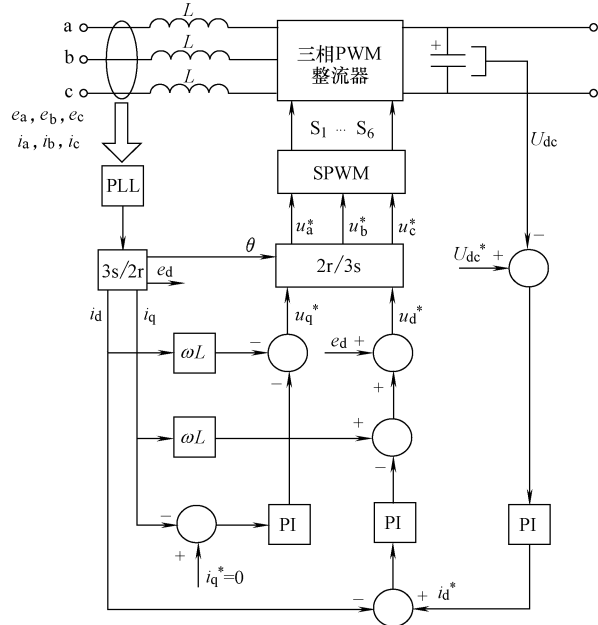 a
L
b
L
c
L
三相PWM
整流器
+
e_a, e_b, e_c
i_a, i_b, i_c
S_1 … S_6
U_dc
PLL
SPWM
u_a^* u_b^* u_c^*
−
3s/2r
θ
e_d
2r/3s
U_dc^* +
i_d i_q
u_q^* u_d^*
ωL
−
−
e_d +
+
ωL
+
−
−
+
PI
PI
PI
i_q^*=0
−
+
i_d^*